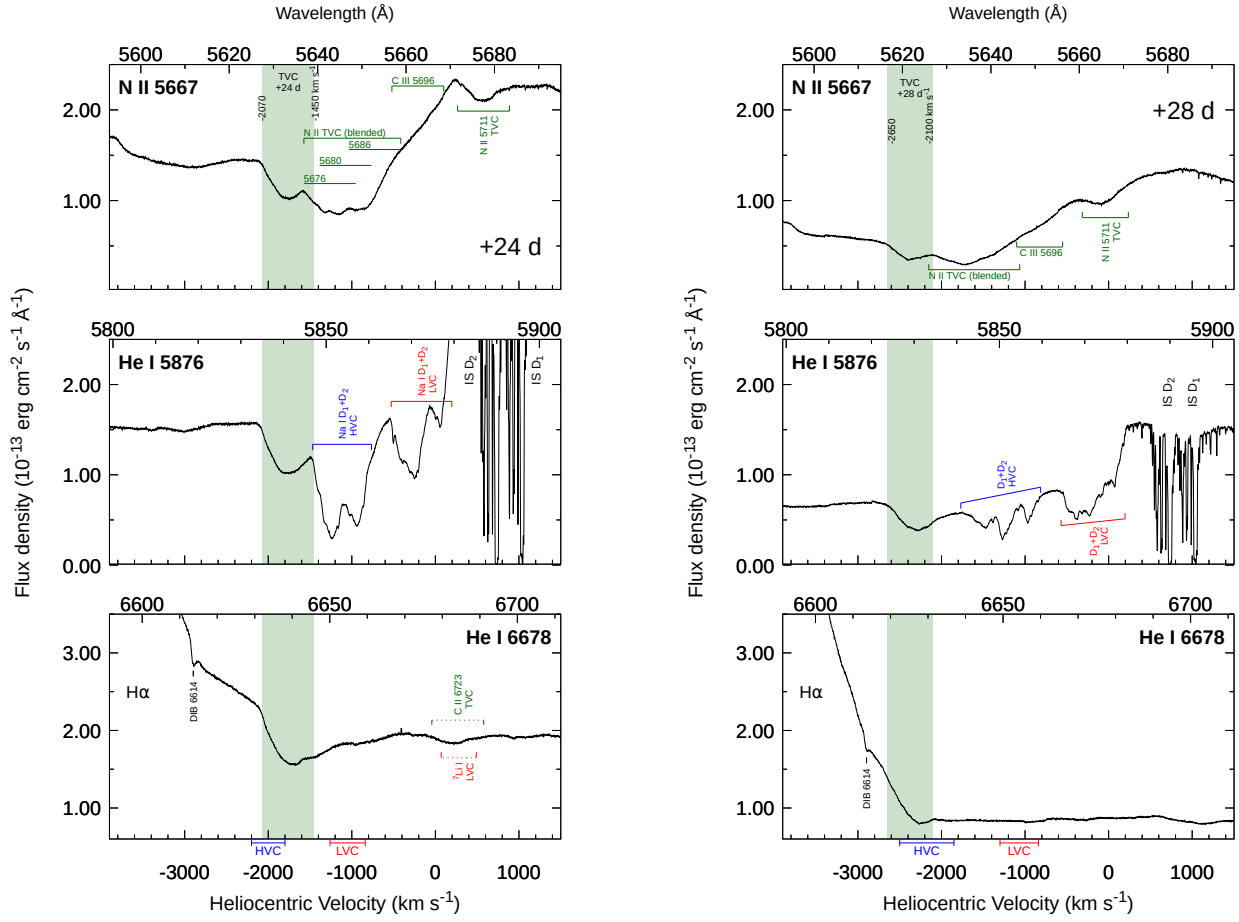 Wavelength (Å)
5600 5620 5640 5660 5680
N II 5667
TVC
+24 d
-2070
-1450 km s⁻¹
C III 5696
N II TVC (blended)
5686
5680
5676
N II 5711
TVC
+24 d
2.00
1.00
5800 5850 5900
He I 5876
Na I D₁+D₂
HVC
Na I D₁+D₂
LVC
IS D₂
IS D₁
2.00
1.00
0.00
Flux density (10⁻¹³ erg cm⁻² s⁻¹ Å⁻¹)
6600 6650 6700
He I 6678
Hα
DIB 6614
C II 6723
TVC
⁷Li I
LVC
3.00
2.00
1.00
HVC
LVC
-3000 -2000 -1000 0 1000
Heliocentric Velocity (km s⁻¹)
Wavelength (Å)
5600 5620 5640 5660 5680
N II 5667
TVC
+28 d
-2650
-2100 km s⁻¹
+28 d
N II TVC (blended)
C III 5696
N II 5711
TVC
2.00
1.00
5800 5850 5900
He I 5876
D₁+D₂
HVC
D₁+D₂
LVC
IS D₂
IS D₁
2.00
1.00
0.00
Flux density (10⁻¹³ erg cm⁻² s⁻¹ Å⁻¹)
6600 6650 6700
He I 6678
Hα
DIB 6614
3.00
2.00
1.00
HVC
LVC
-3000 -2000 -1000 0 1000
Heliocentric Velocity (km s⁻¹)